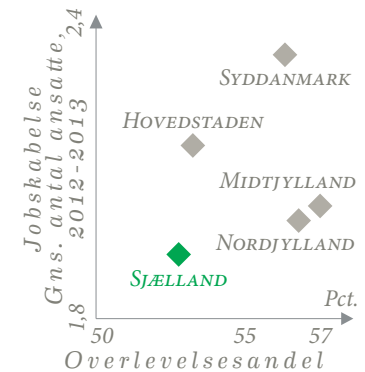 Jobskabelse
Gns. antal ansatte,
2012-2013
2,4
1,8
SYDDANMARK
HOVEDSTADEN
MIDTJYLLAND
NORDJYLLAND
SJÆLLAND
Pct.
50
55
57
Overlevelsesandel